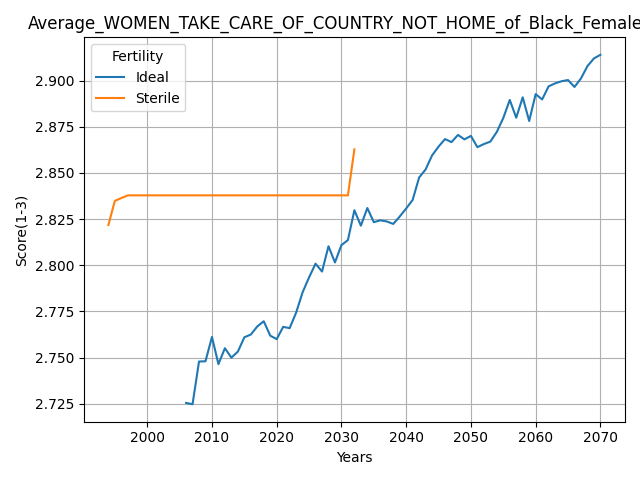 Average_WOMEN_TAKE_CARE_OF_COUNTRY_NOT_HOME_of_Black_Female
Fertility
Ideal
Sterile
Score(1-3)
2.900
2.875
2.850
2.825
2.800
2.775
2.750
2.725
2000 2010 2020 2030 2040 2050 2060 2070
Years